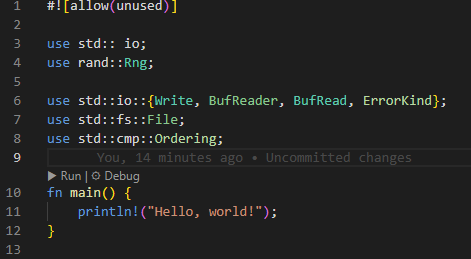 1 #![allow(unused)]
2
3 use std:: io;
4 use rand::Rng;
5
6 use std::io::{Write, BufReader, BufRead, ErrorKind};
7 use std::fs::File;
8 use std::cmp::Ordering;
9 You, 14 minutes ago • Uncommitted changes
▶ Run | ⚙ Debug
10 fn main() {
11     println!("Hello, world!");
12 }
13